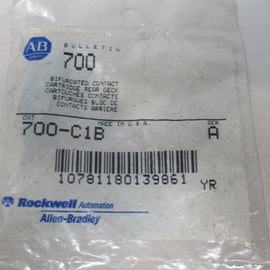 AB
BULLETIN
700
BIFURCATED CONTACT
CARTRIDGE REAR DECK
CARTOUCHES CONTACTS
BIFURQUES BLOC DE
CONTACTS ARRIERE
CAT MADE IN U.S.A. SER
700-C1B A
10781180139861 YR
Rockwell Automation
Allen-Bradley